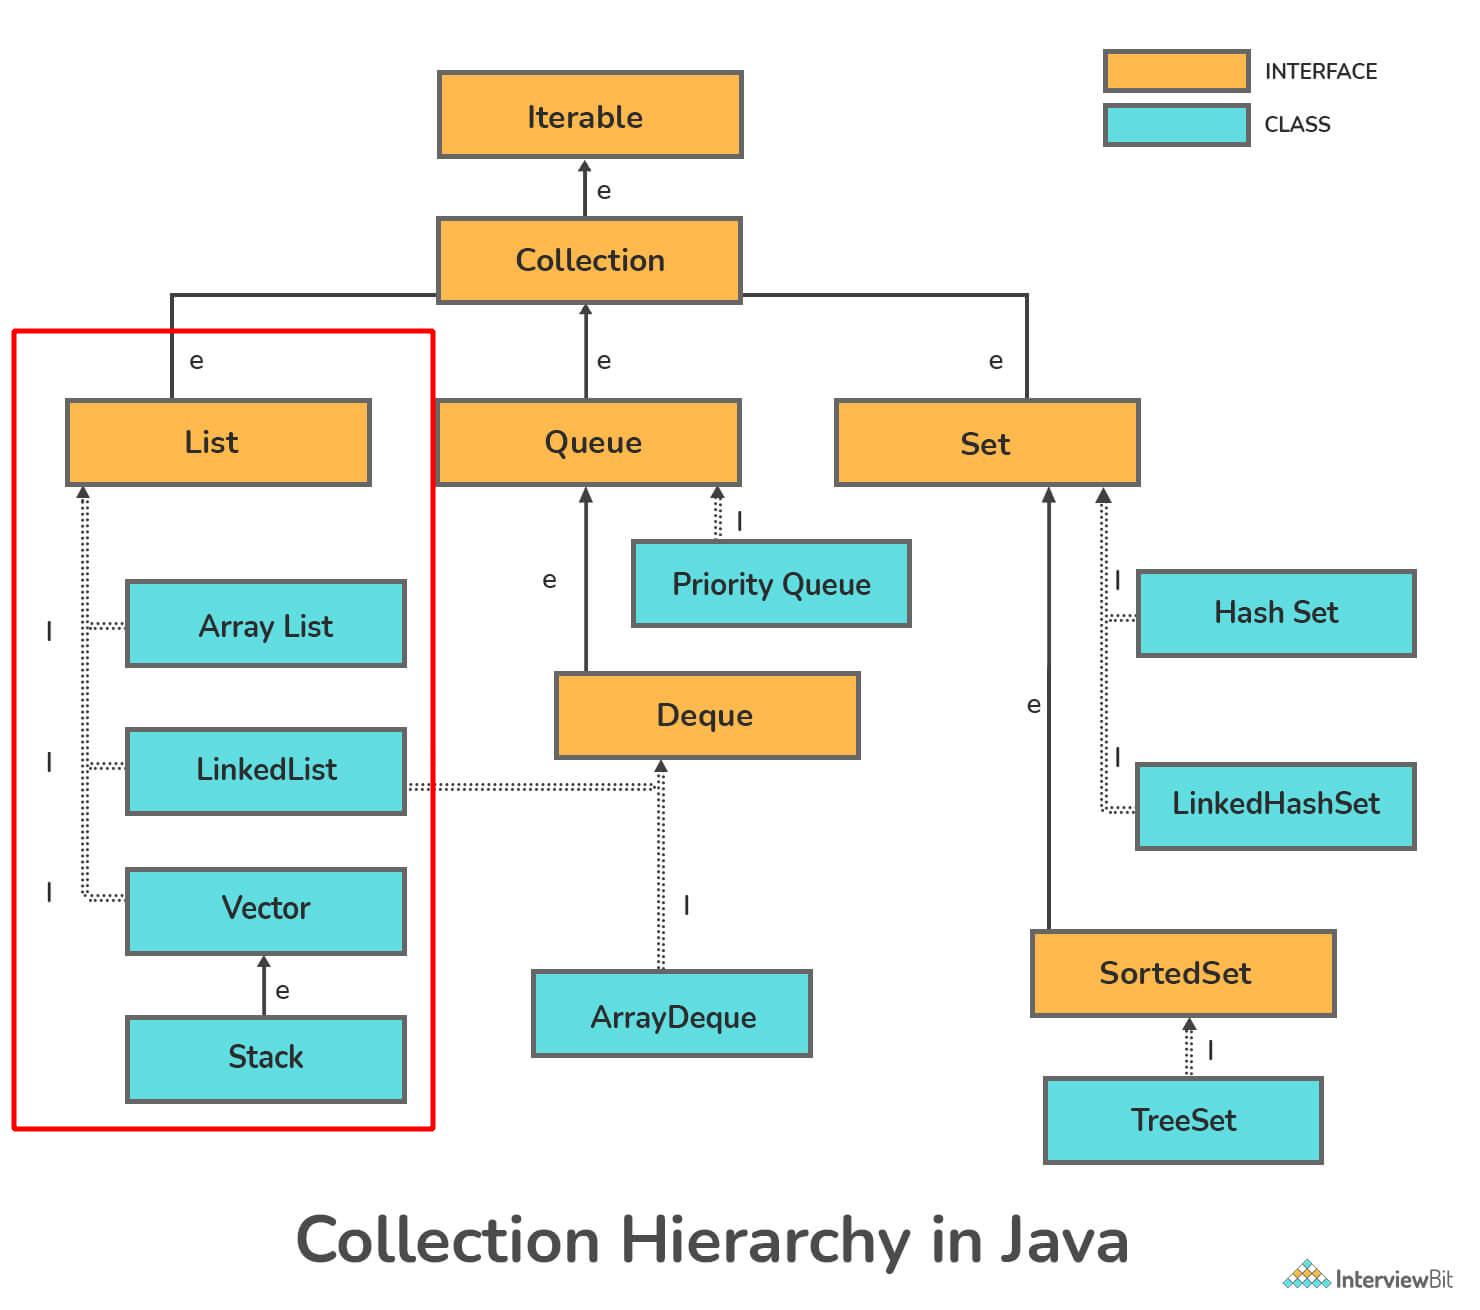 INTERFACE
Iterable
CLASS
e
Collection
e
e
e
List
Queue
Set
I
Priority Queue
e
I
Hash Set
Array List
I
e
Deque
I
LinkedList
I
LinkedHashSet
I
Vector
I
SortedSet
e
ArrayDeque
Stack
I
TreeSet
Collection Hierarchy in Java
InterviewBit